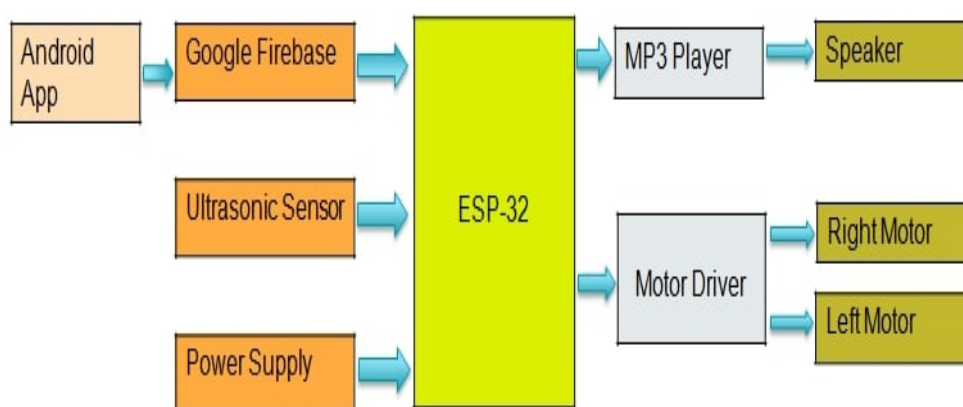 Android
App
Google Firebase
MP3 Player
Speaker
Ultrasonic Sensor
ESP-32
Motor Driver
Right Motor
Left Motor
Power Supply